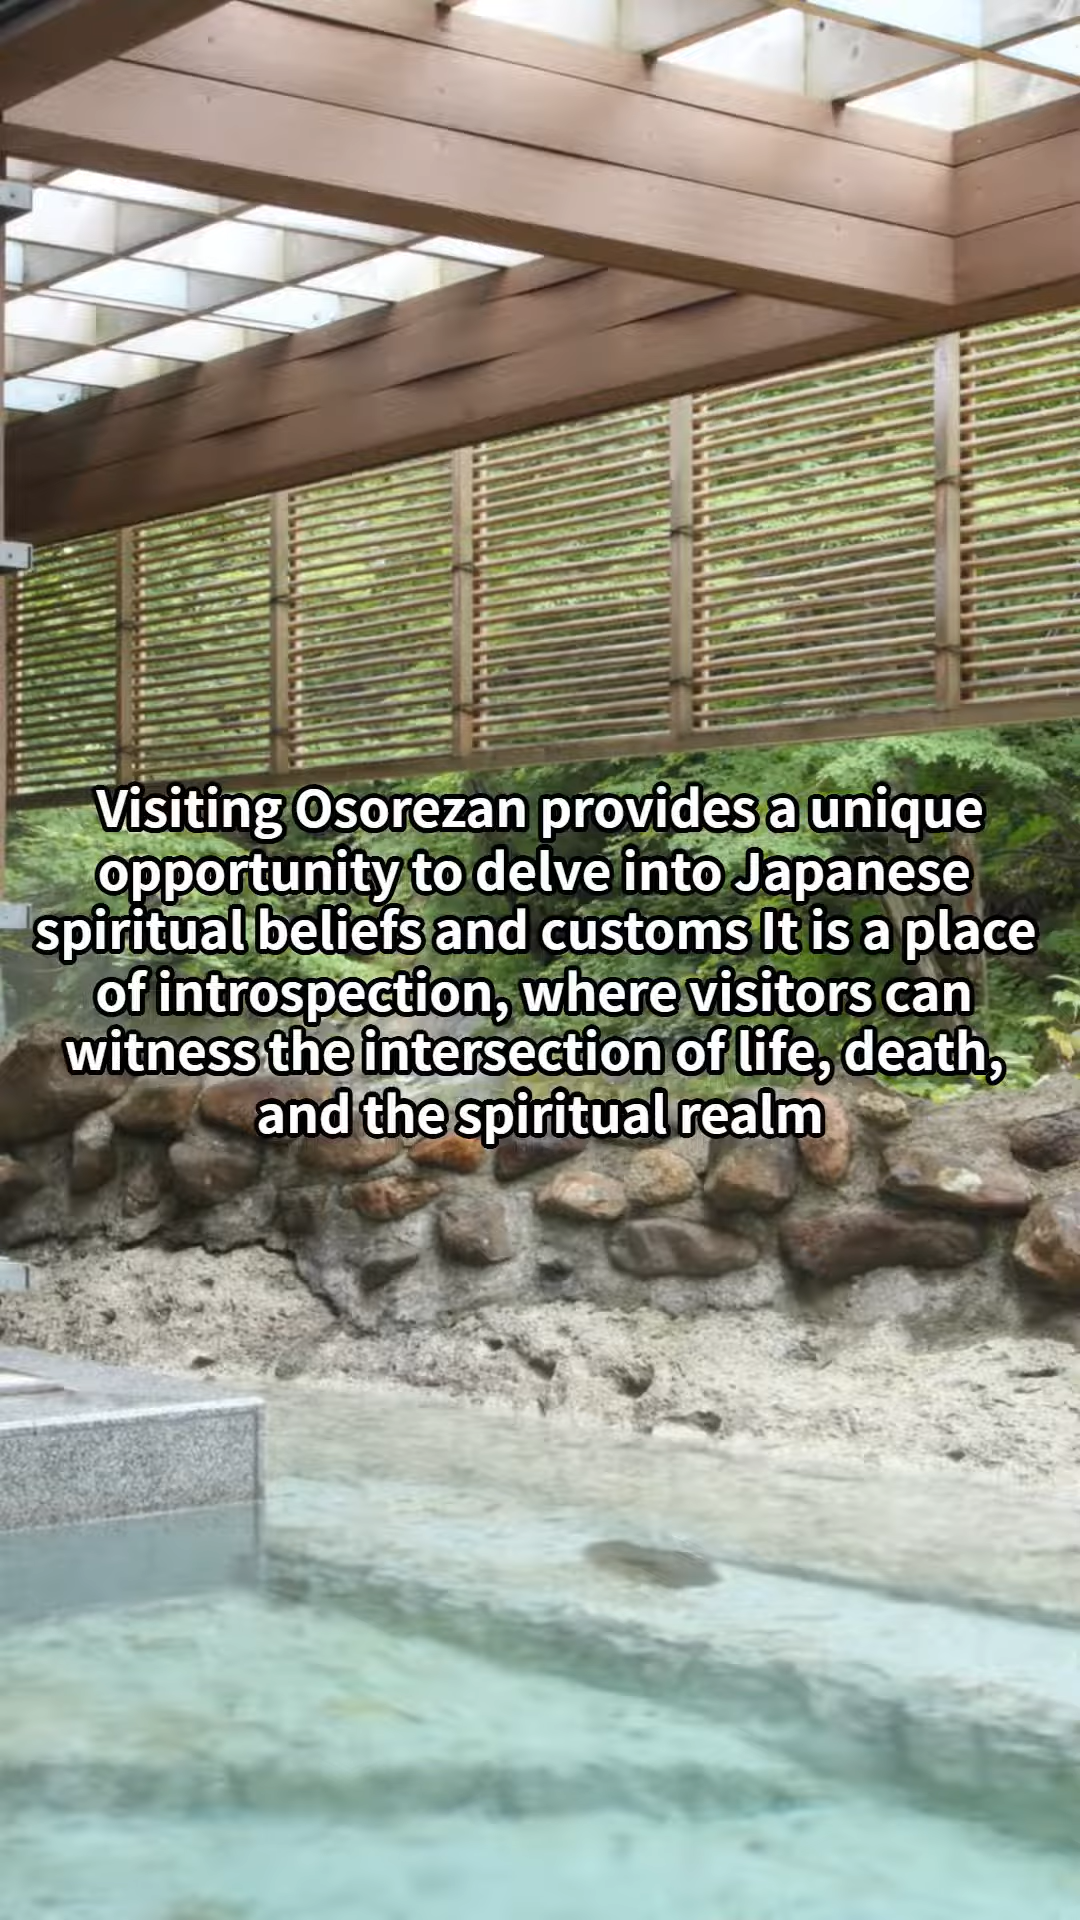 Visiting Osorezan provides a unique
opportunity to delve into Japanese
spiritual beliefs and customs It is a place
of introspection, where visitors can
witness the intersection of life, death,
and the spiritual realm